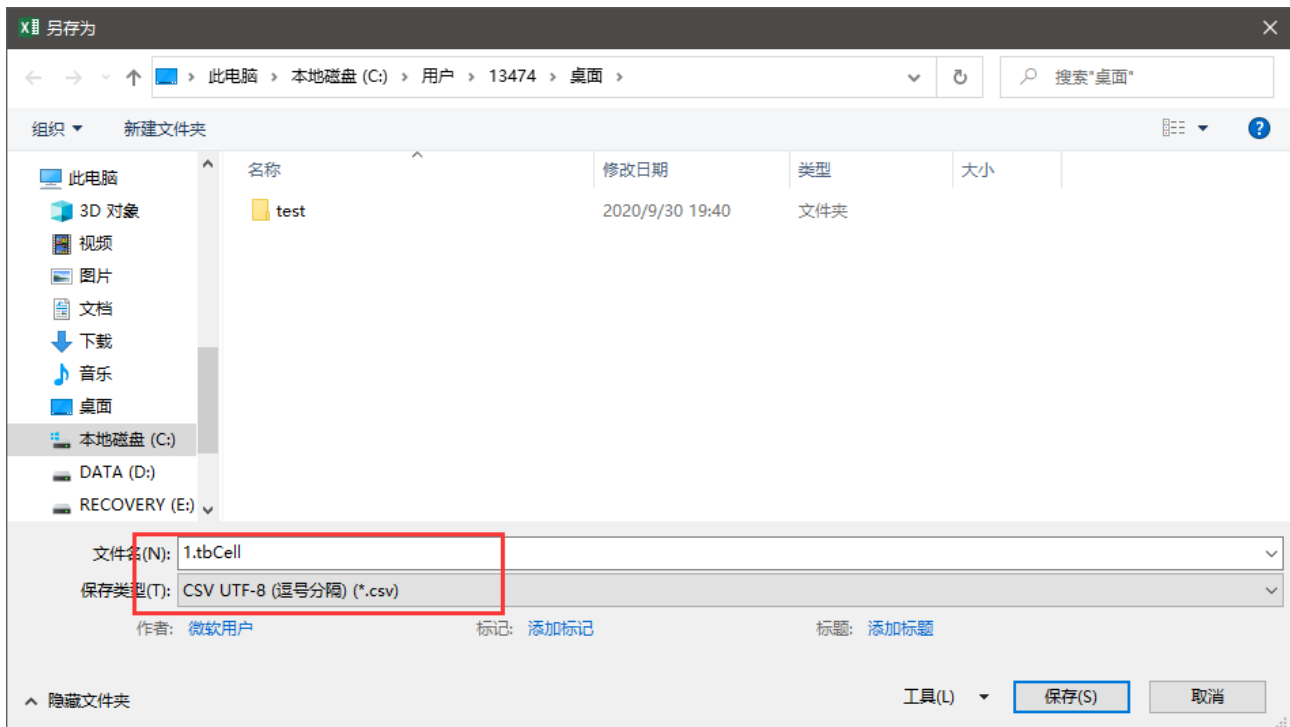 另存为
此电脑 › 本地磁盘 (C:) › 用户 › 13474 › 桌面 ›
搜索"桌面"
组织 新建文件夹
名称 修改日期 类型 大小
test 2020/9/30 19:40 文件夹
此电脑
3D 对象
视频
图片
文档
下载
音乐
桌面
本地磁盘 (C:)
DATA (D:)
RECOVERY (E:)
文件名(N): 1.tbCell
保存类型(T): CSV UTF-8 (逗号分隔) (*.csv)
作者: 微软用户 标记: 添加标记 标题: 添加标题
隐藏文件夹 工具(L) 保存(S) 取消